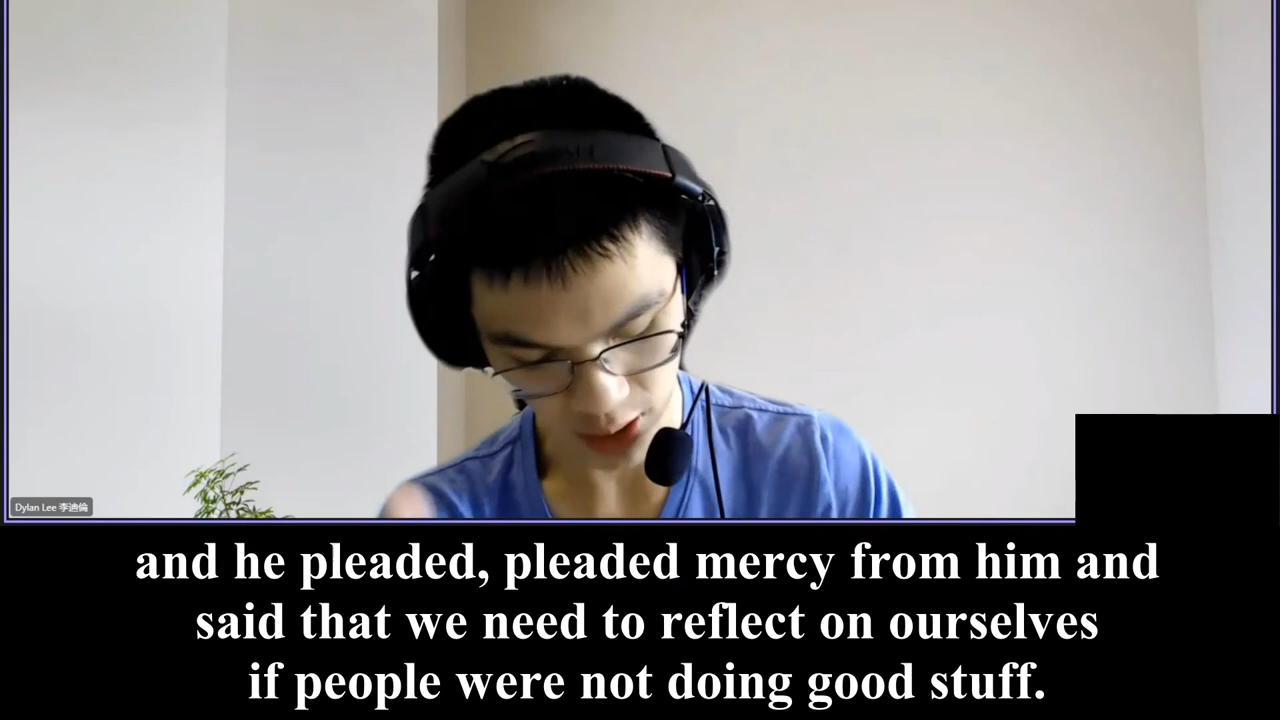 Dylan Lee 李迪倫
and he pleaded, pleaded mercy from him and
said that we need to reflect on ourselves
if people were not doing good stuff.